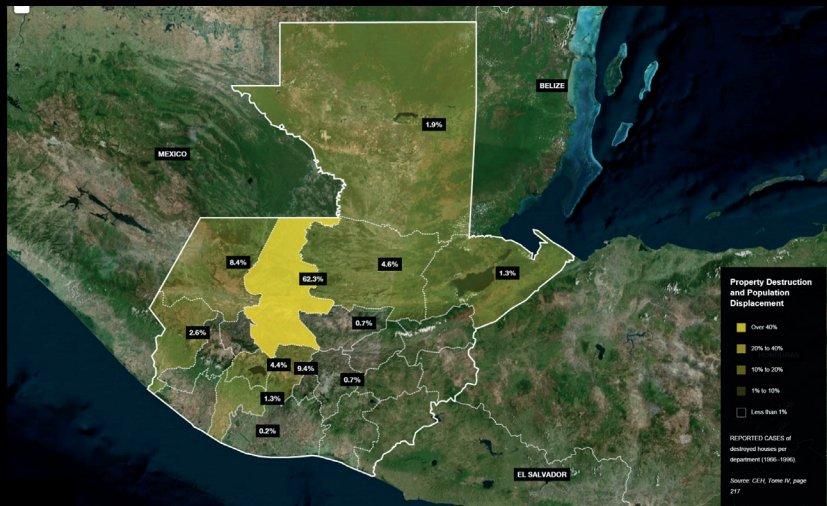 BELIZE
1.9%
MEXICO
8.4%
4.6%
62.3%
1.3%
2.6%
0.7%
4.4%
9.4%
0.7%
1.3%
0.2%
EL SALVADOR
Property Destruction
and Population
Displacement
Over 40%
20% to 40%
HONDURAS
10% to 20%
1% to 10%
Less than 1%
REPORTED CASES of
destroyed houses per
department (1966–1996)
Source: CEH, Tome IV, page
217